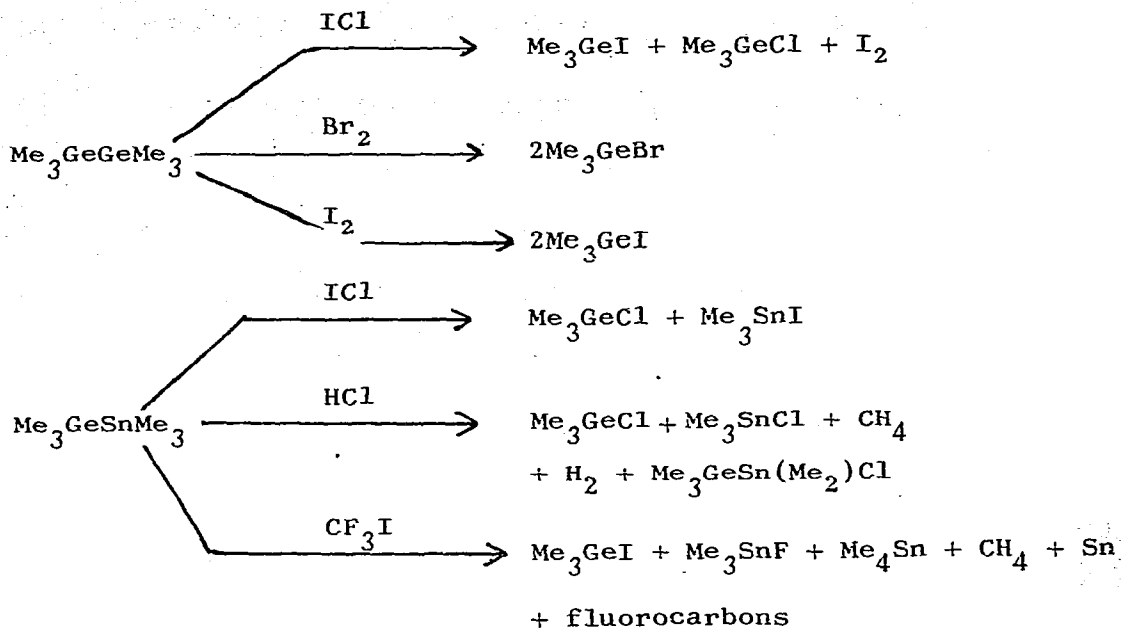 ICl
Me3GeI + Me3GeCl + I2
Br2
Me3GeGeMe3
2Me3GeBr
I2
2Me3GeI
ICl
Me3GeCl + Me3SnI
HCl
Me3GeSnMe3
Me3GeCl + Me3SnCl + CH4
+ H2 + Me3GeSn(Me2)Cl
CF3I
Me3GeI + Me3SnF + Me4Sn + CH4 + Sn
+ fluorocarbons